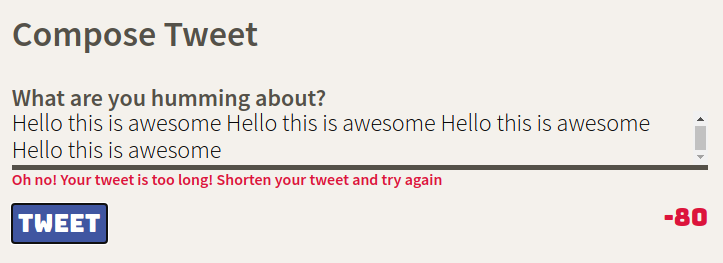 Compose Tweet
What are you humming about?
Hello this is awesome Hello this is awesome Hello this is awesome
Hello this is awesome
Oh no! Your tweet is too long! Shorten your tweet and try again
TWEET
-80